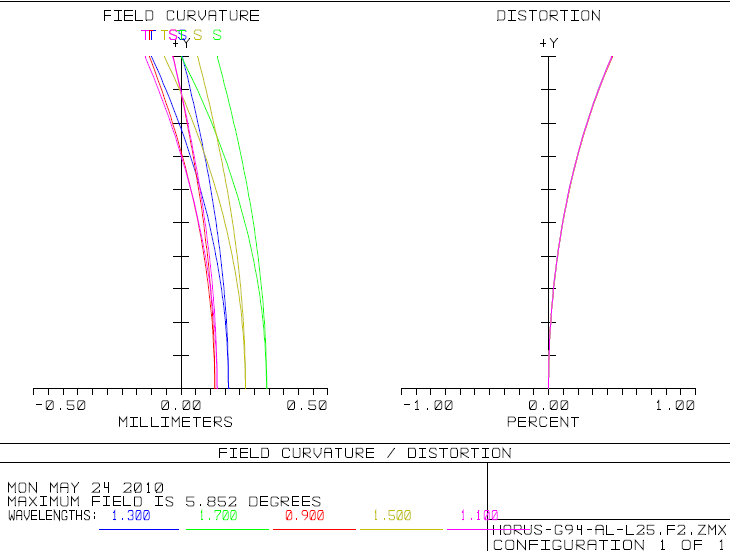 FIELD CURVATURE
DISTORTION
T T T S S S S S
+Y
+Y
-0.50 0.00 0.50
MILLIMETERS
-1.00 0.00 1.00
PERCENT
FIELD CURVATURE / DISTORTION
MON MAY 24 2010
MAXIMUM FIELD IS 5.852 DEGREES
WAVELENGTHS: 1.300 1.700 0.900 1.500 1.100
HORUS-G94-AL-L25.F2.ZMX
CONFIGURATION 1 OF 1